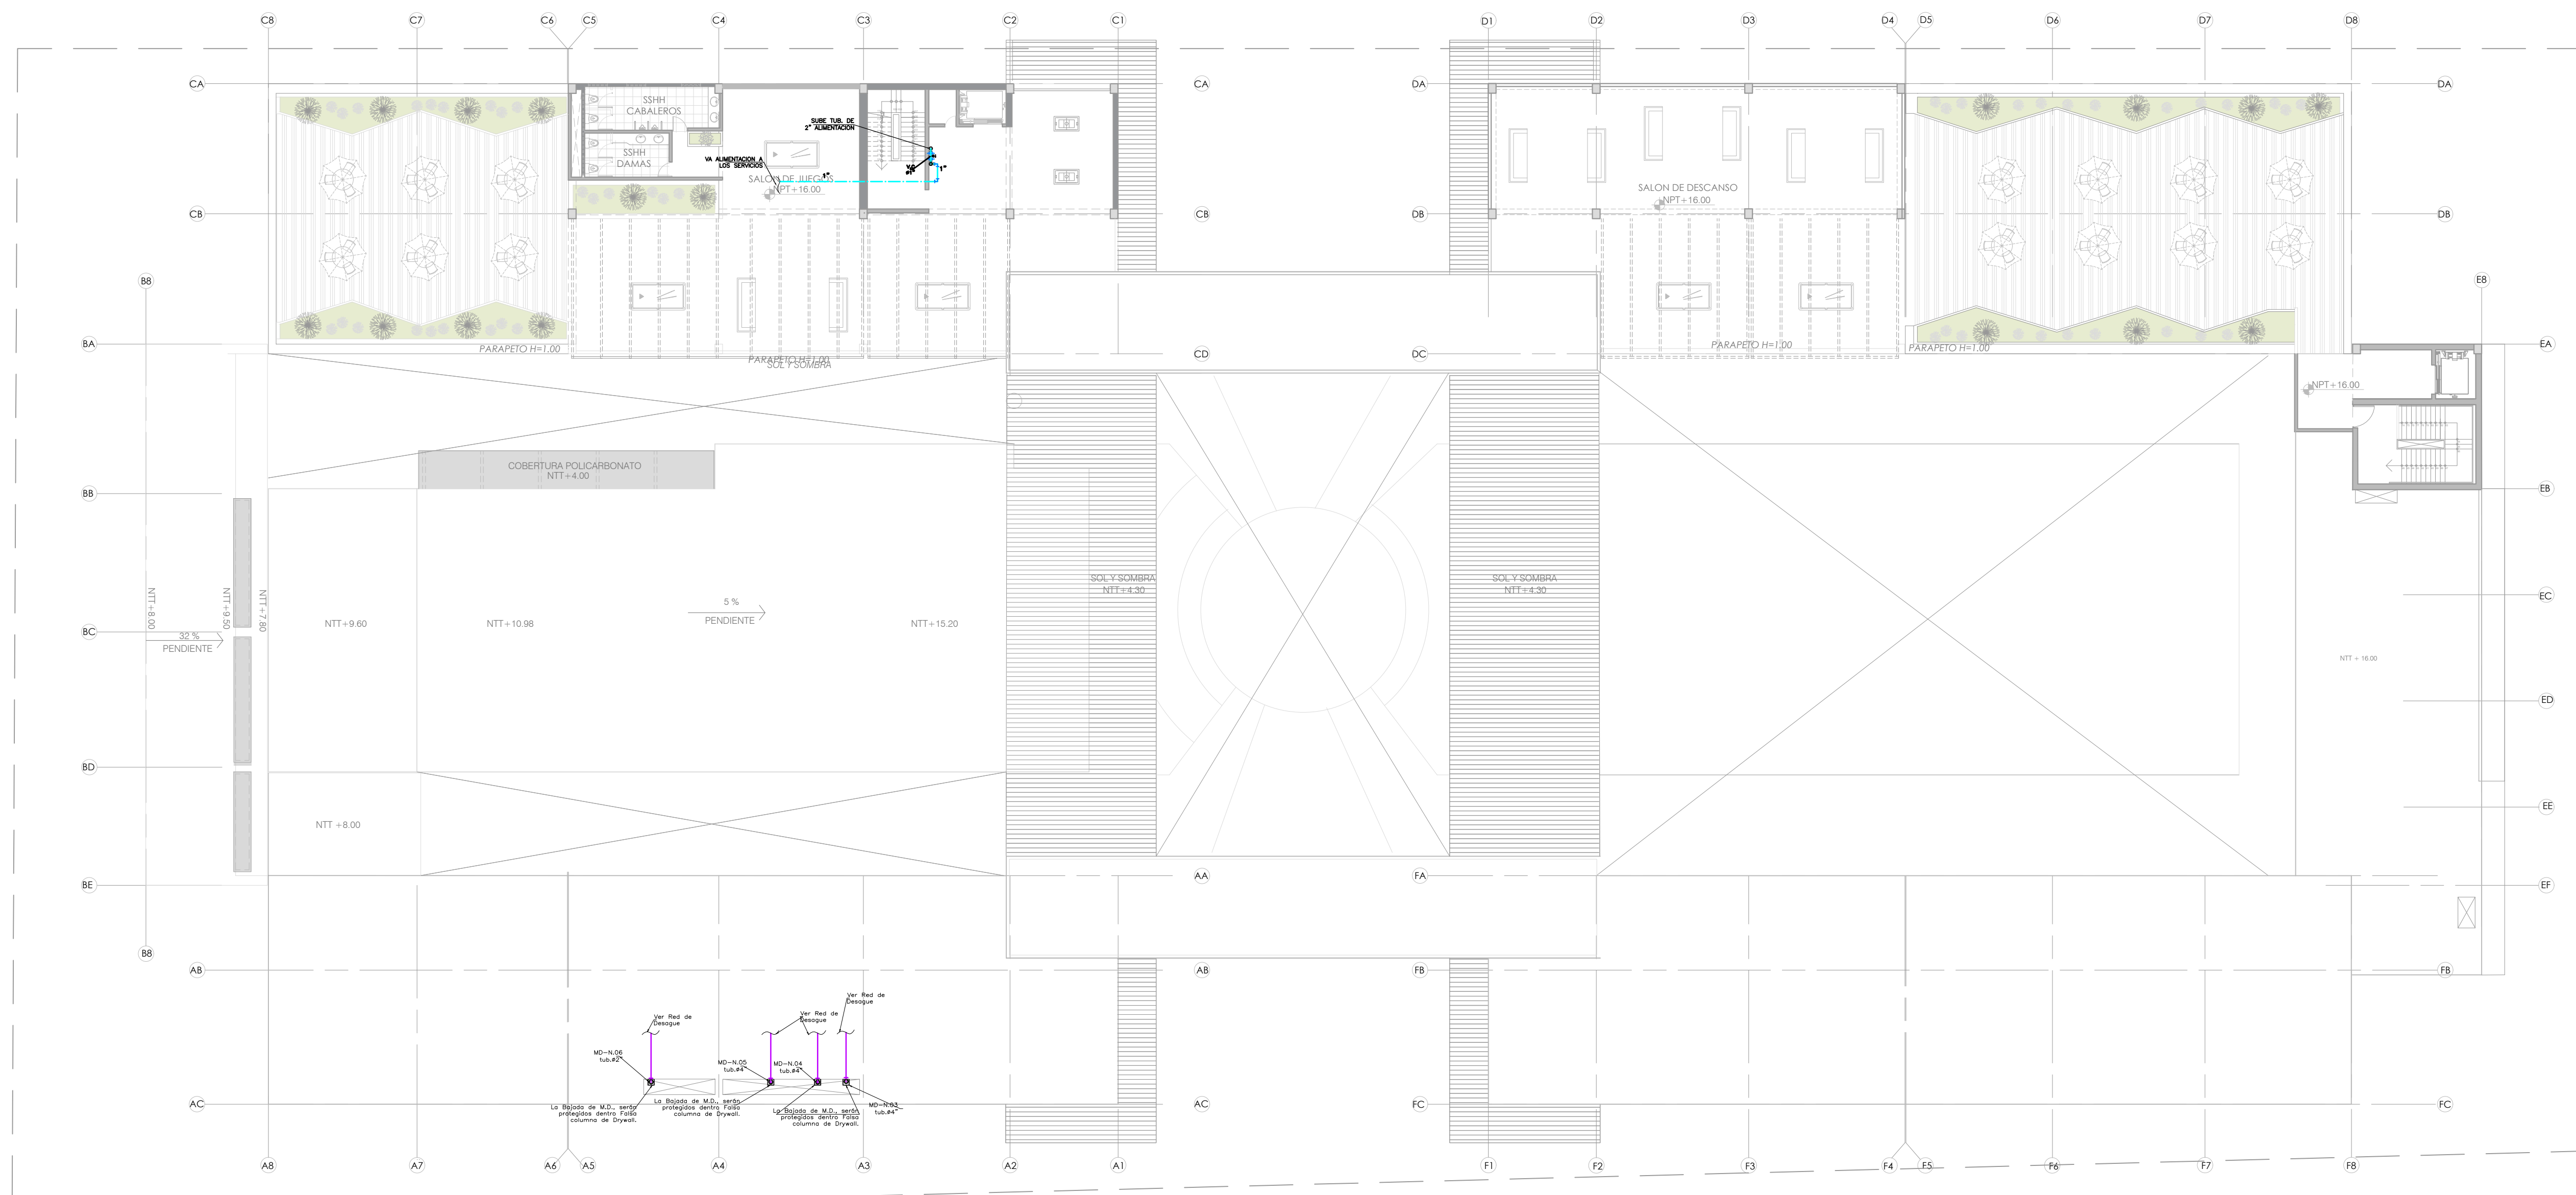 C8
C7
C6
C5
C4
C3
C2
C1
D1
D2
D3
D4
D5
D6
D7
D8
CA
CA
DA
DA
SSHH
CABALEROS
SUBE TUB. DE
2" ALIMENTACION
SSHH
DAMAS
VA ALIMENTACION A
LOS SERVICIOS
1"
1"
SALON DE JUEGOS
NPT+16.00
SALON DE DESCANSO
NPT+16.00
CB
CB
DB
DB
B8
E8
BA
PARAPETO H=1.00
PARAPETO H=1.00
SOL Y SOMBRA
CD
DC
PARAPETO H=1.00
PARAPETO H=1.00
EA
NPT+16.00
COBERTURA POLICARBONATO
NTT+4.00
BB
EB
SOL Y SOMBRA
NTT+4.30
SOL Y SOMBRA
NTT+4.30
EC
NTT+8.00
NTT+9.50
NTT+7.80
5 %
PENDIENTE
NTT+9.60
NTT+10.98
NTT+15.20
BC
32 %
PENDIENTE
NTT + 16.00
ED
BD
EE
NTT +8.00
BE
AA
FA
EF
B8
AB
AB
FB
FB
Ver Red de
Desague
Ver Red de
Desague
Ver Red de
Desague
MD-N.06
tub.ø2"
MD-N.05
tub.ø4"
MD-N.04
tub.ø4"
MD-N.03
tub.ø4"
La Bajada de M.D., serán
protegidos dentro Falsa
columna de Drywall.
La Bajada de M.D., serán
protegidos dentro Falsa
columna de Drywall.
La Bajada de M.D., serán
protegidos dentro Falsa
columna de Drywall.
AC
AC
FC
FC
A8
A7
A6
A5
A4
A3
A2
A1
F1
F2
F3
F4
F5
F6
F7
F8